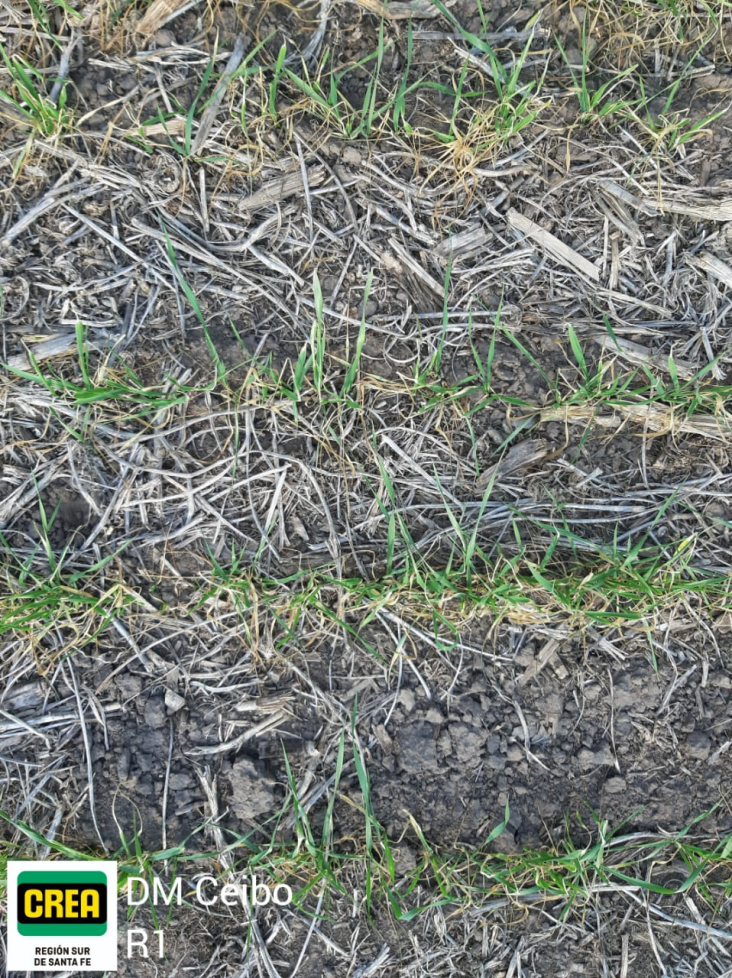 CREA
REGIÓN SUR
DE SANTA FE
DM Ceibo
R1